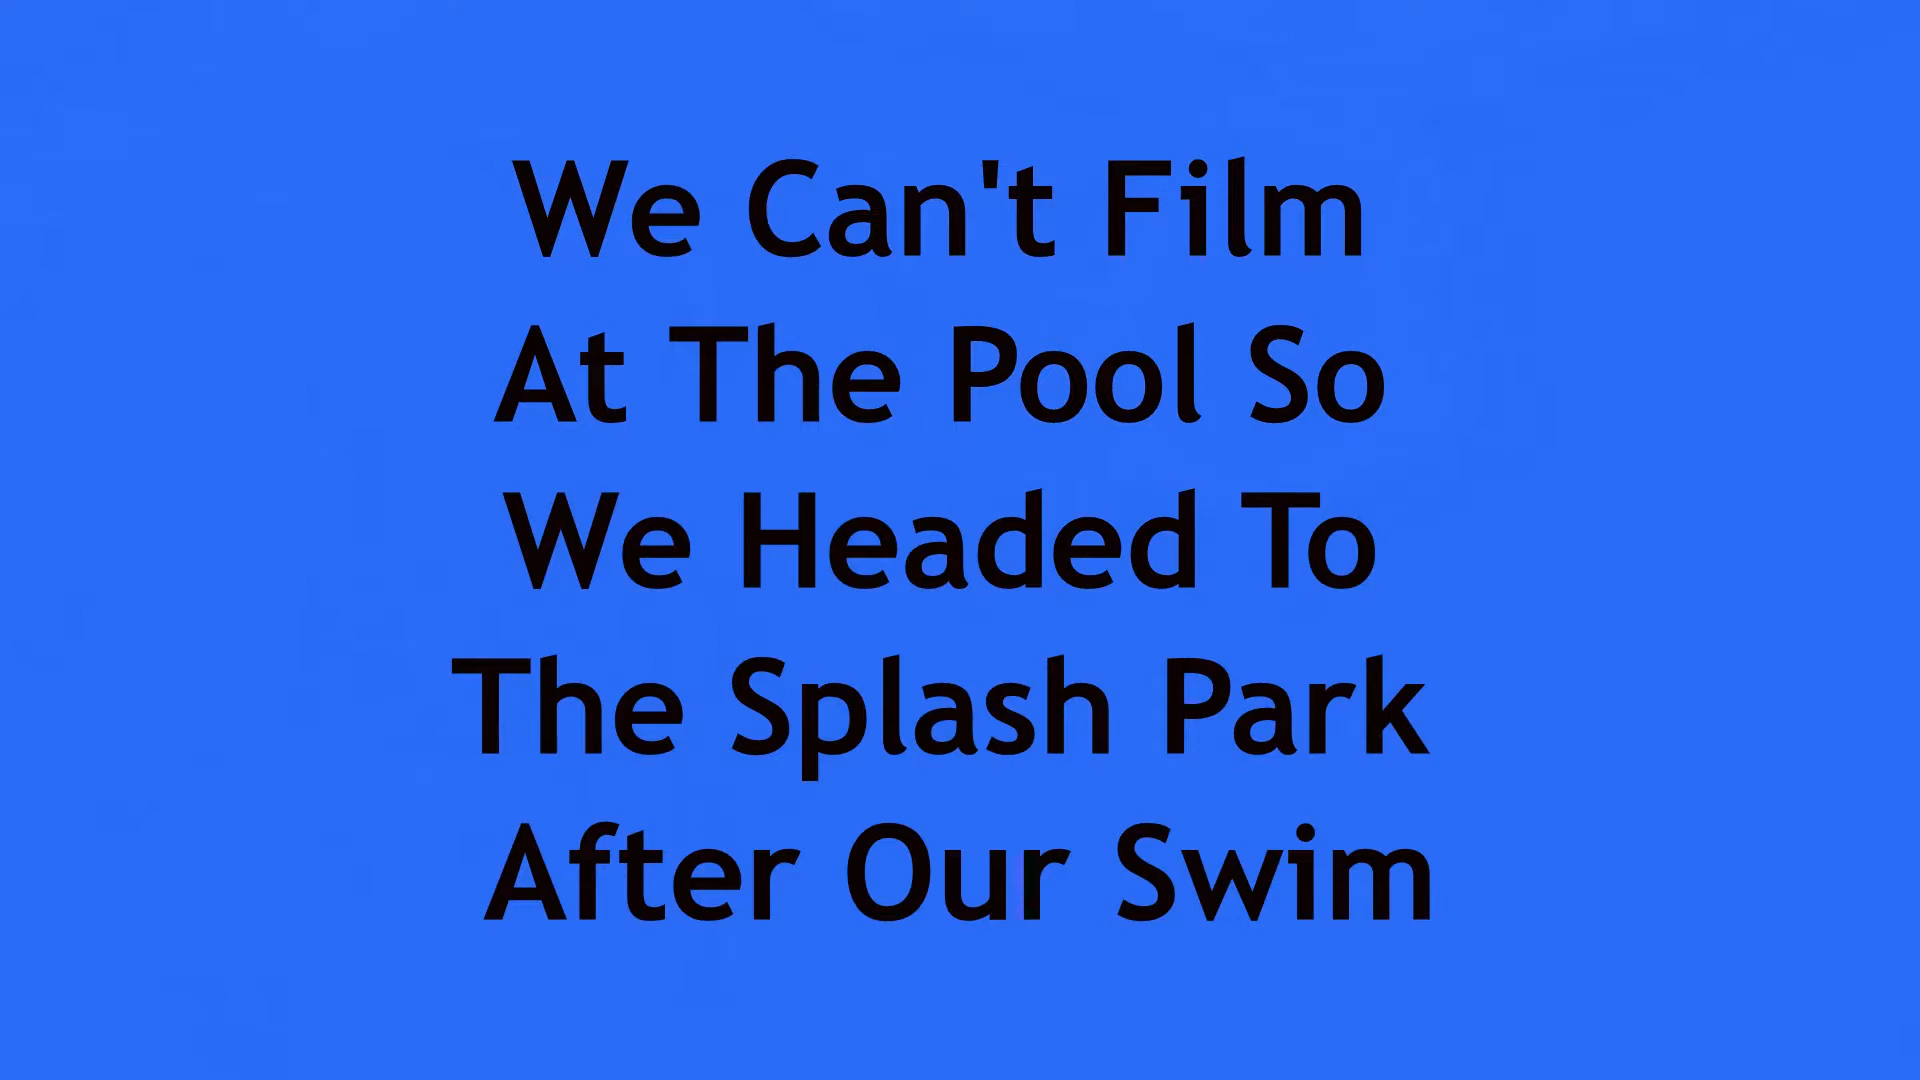 We Can't Film
At The Pool So
We Headed To
The Splash Park
After Our Swim